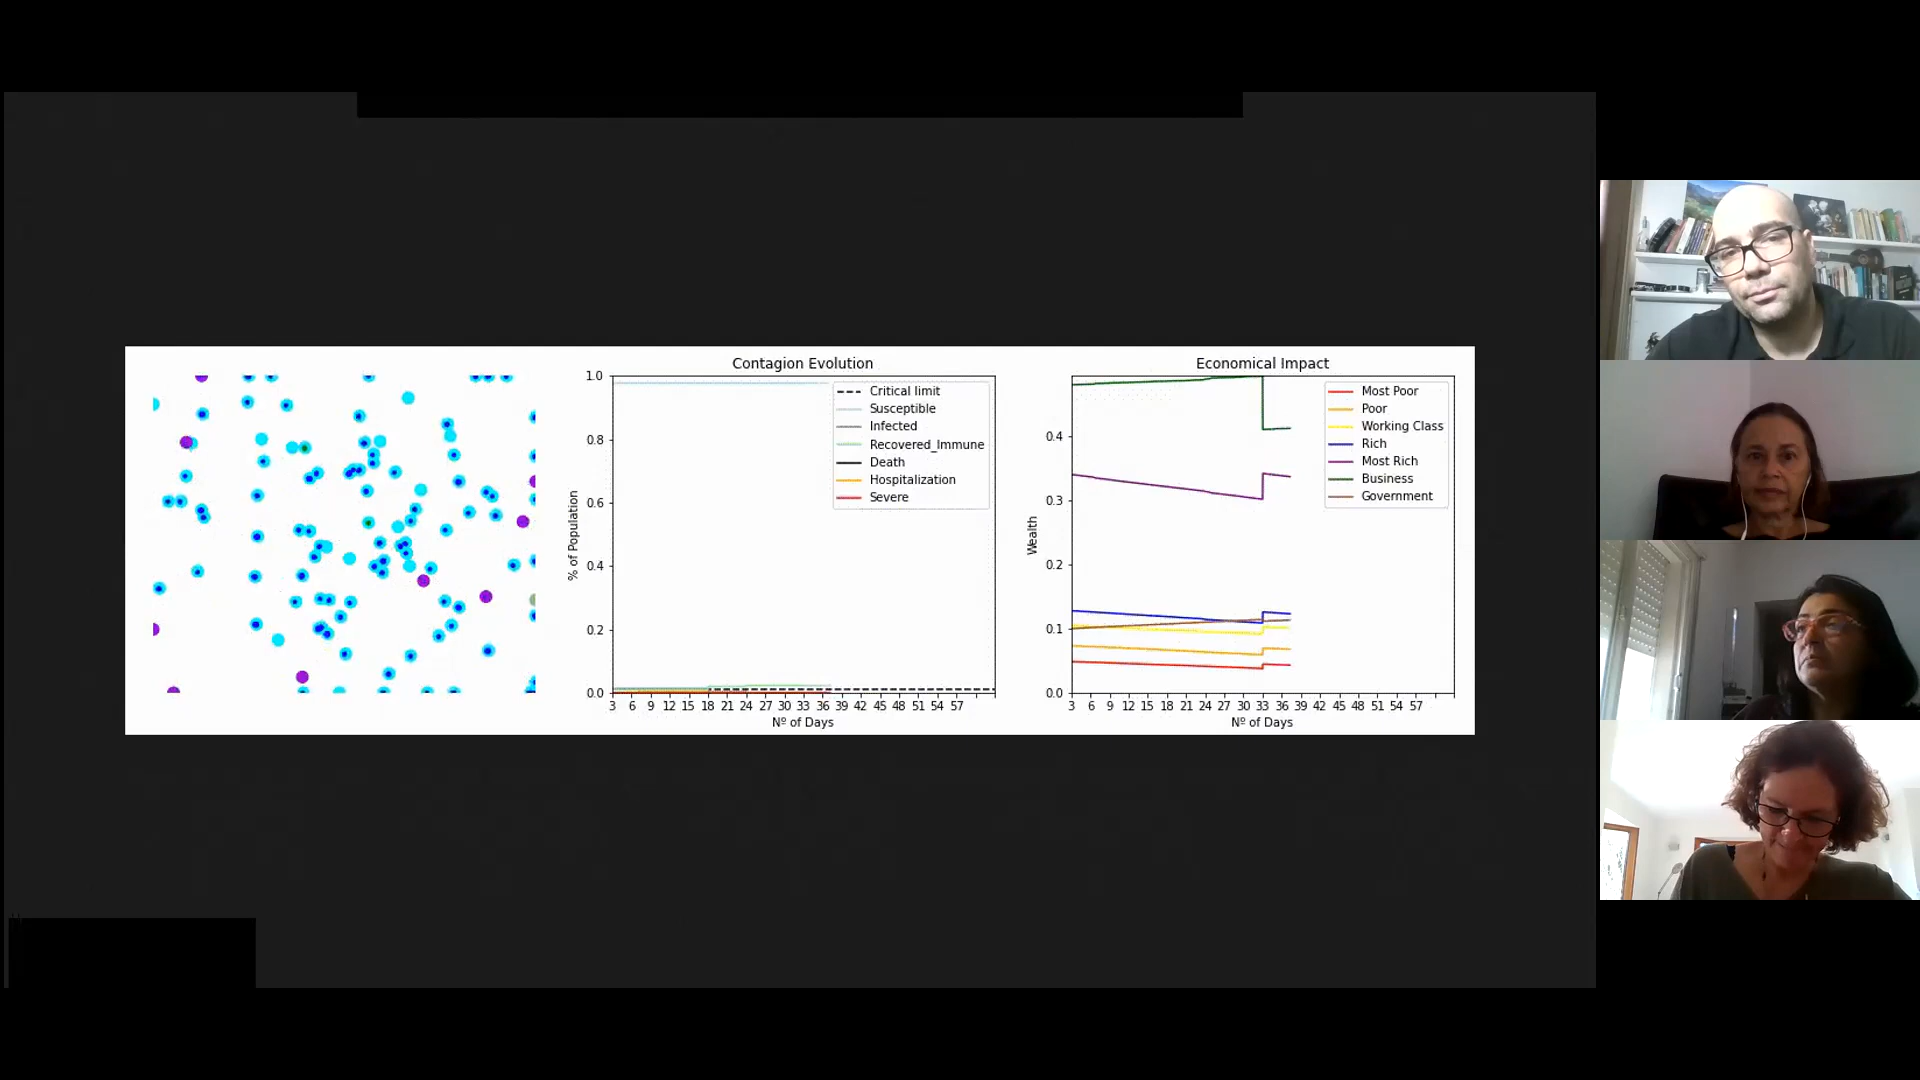 Contagion Evolution
1.0
0.8
0.6
0.4
0.2
0.0
% of Population
Critical limit
Susceptible
Infected
Recovered_Immune
Death
Hospitalization
Severe
3 6 9 12 15 18 21 24 27 30 33 36 39 42 45 48 51 54 57
Nº of Days
Economical Impact
0.4
0.3
0.2
0.1
0.0
Wealth
Most Poor
Poor
Working Class
Rich
Most Rich
Business
Government
3 6 9 12 15 18 21 24 27 30 33 36 39 42 45 48 51 54 57
Nº of Days